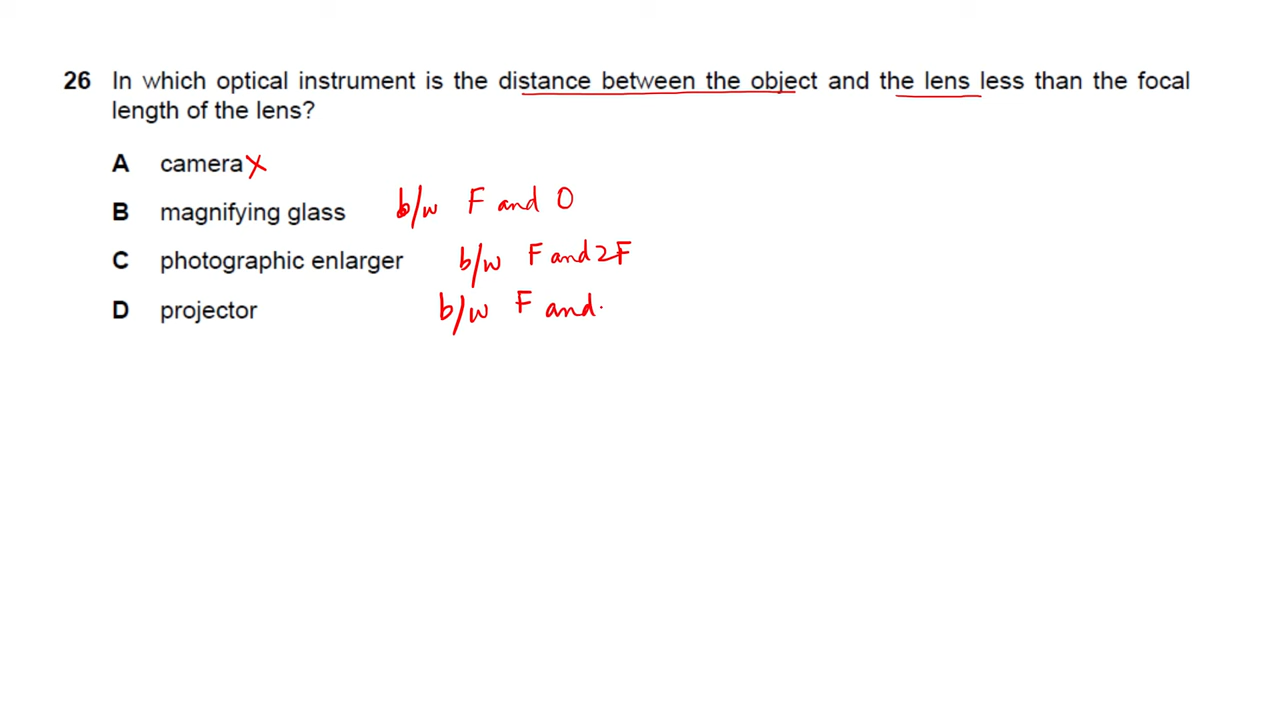 26 In which optical instrument is the distance between the object and the lens less than the focal
length of the lens?
A camera X
B magnifying glass b/w F and O
C photographic enlarger b/w F and 2F
D projector b/w F and